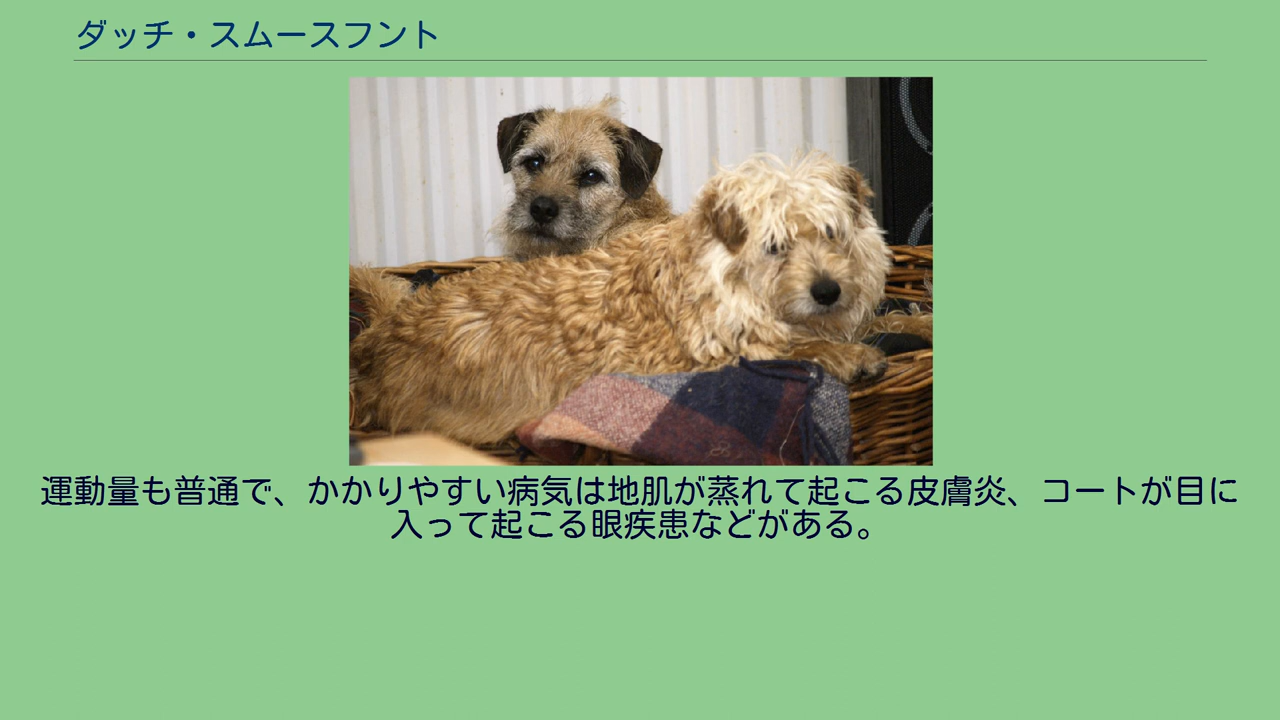 ダッチ・スムースフント
運動量も普通で、かかりやすい病気は地肌が蒸れて起こる皮膚炎、コートが目に
入って起こる眼疾患などがある。